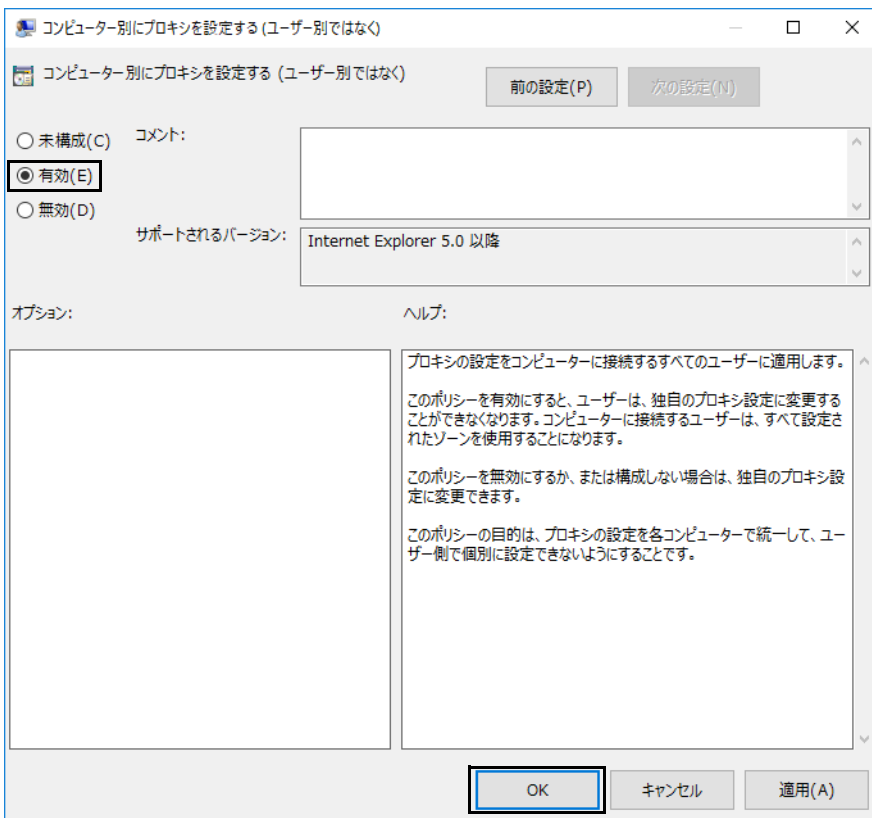 コンピューター別にプロキシを設定する (ユーザー別ではなく)
コンピューター別にプロキシを設定する (ユーザー別ではなく)
前の設定(P)
次の設定(N)
未構成(C)
有効(E)
無効(D)
コメント:
サポートされるバージョン:
Internet Explorer 5.0 以降
オプション:
ヘルプ:
プロキシの設定をコンピューターに接続するすべてのユーザーに適用します。
このポリシーを有効にすると、ユーザーは、独自のプロキシ設定に変更する
ことができなくなります。コンピューターに接続するユーザーは、すべて設定さ
れたゾーンを使用することになります。
このポリシーを無効にするか、または構成しない場合は、独自のプロキシ設
定に変更できます。
このポリシーの目的は、プロキシの設定を各コンピューターで統一して、ユー
ザー側で個別に設定できないようにすることです。
OK
キャンセル
適用(A)